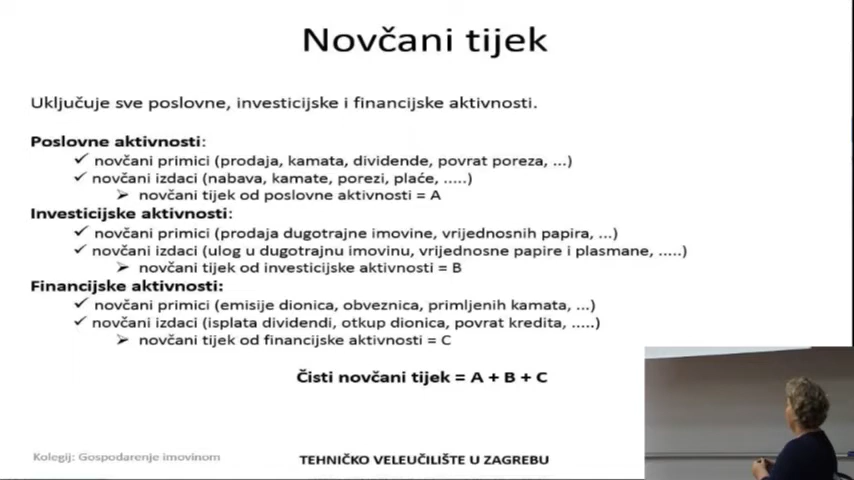 Novčani tijek
Uključuje sve poslovne, investicijske i financijske aktivnosti.
Poslovne aktivnosti:
✓ novčani primici (prodaja, kamata, dividende, povrat poreza, ...)
✓ novčani izdaci (nabava, kamate, porezi, plaće, .....)
➢ novčani tijek od poslovne aktivnosti = A
Investicijske aktivnosti:
✓ novčani primici (prodaja dugotrajne imovine, vrijednosnih papira, ...)
✓ novčani izdaci (ulog u dugotrajnu imovinu, vrijednosne papire i plasmane, .....)
➢ novčani tijek od investicijske aktivnosti = B
Financijske aktivnosti:
✓ novčani primici (emisije dionica, obveznica, primljenih kamata, ...)
✓ novčani izdaci (isplata dividendi, otkup dionica, povrat kredita, .....)
➢ novčani tijek od financijske aktivnosti = C
Čisti novčani tijek = A + B + C
Kolegij: Gospodarenje imovinom
TEHNIČKO VELEUČILIŠTE U ZAGREBU